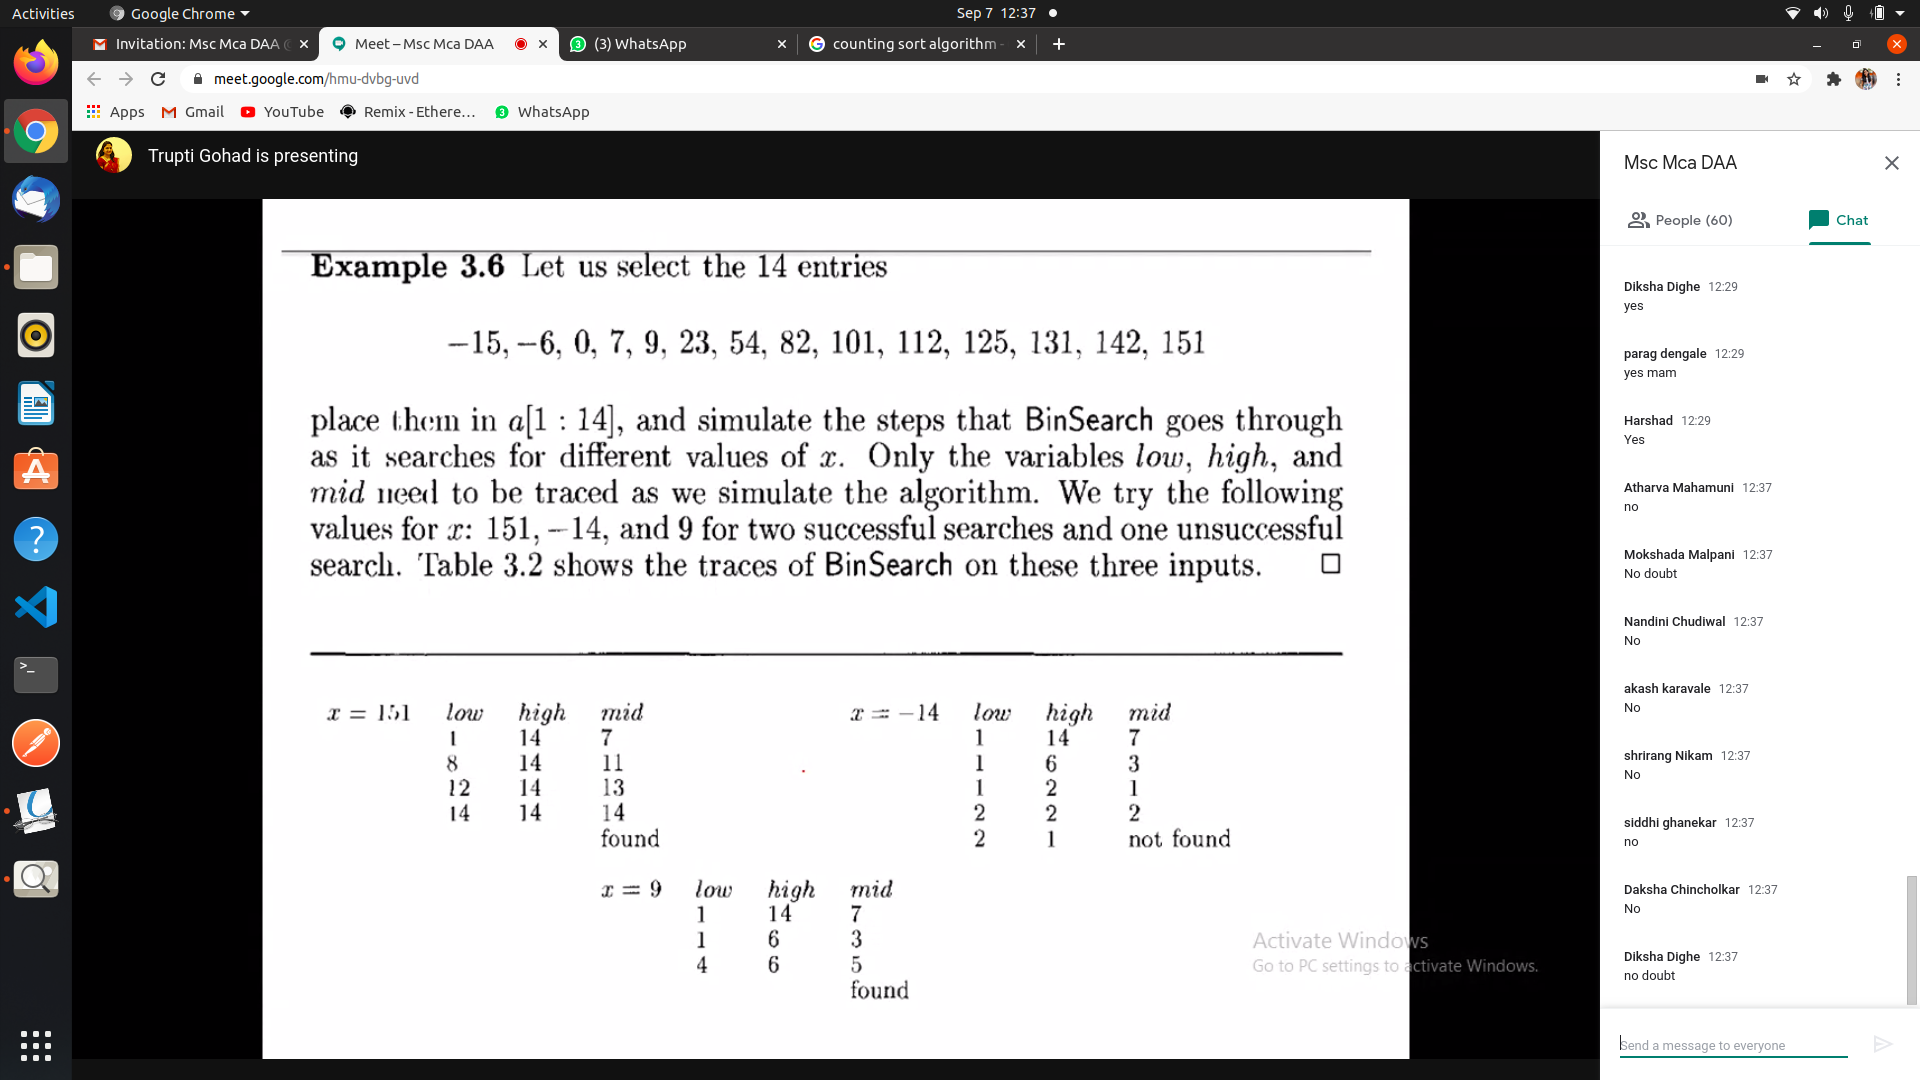 Activities
Google Chrome
Sep 7 12:37
Invitation: Msc Mca DAA
Meet – Msc Mca DAA
(3) WhatsApp
counting sort algorithm -
meet.google.com/hmu-dvbg-uvd
Apps
Gmail
YouTube
Remix - Ethere…
3
WhatsApp
Trupti Gohad is presenting
Example 3.6 Let us select the 14 entries
−15, −6, 0, 7, 9, 23, 54, 82, 101, 112, 125, 131, 142, 151
place them in a[1 : 14], and simulate the steps that BinSearch goes through
as it searches for different values of x. Only the variables low, high, and
mid need to be traced as we simulate the algorithm. We try the following
values for x: 151, −14, and 9 for two successful searches and one unsuccessful
search. Table 3.2 shows the traces of BinSearch on these three inputs. □
x = 151 low high mid
1 14 7
8 14 11
12 14 13
14 14 14
found
x = −14 low high mid
1 14 7
1 6 3
1 2 1
2 2 2
2 1 not found
x = 9 low high mid
1 14 7
1 6 3
4 6 5
found
Activate Windows
Go to PC settings to activate Windows.
Msc Mca DAA
People (60)
Chat
Diksha Dighe 12:29
yes
parag dengale 12:29
yes mam
Harshad 12:29
Yes
Atharva Mahamuni 12:37
no
Mokshada Malpani 12:37
No doubt
Nandini Chudiwal 12:37
No
akash karavale 12:37
No
shrirang Nikam 12:37
No
siddhi ghanekar 12:37
no
Daksha Chincholkar 12:37
No
Diksha Dighe 12:37
no doubt
Send a message to everyone